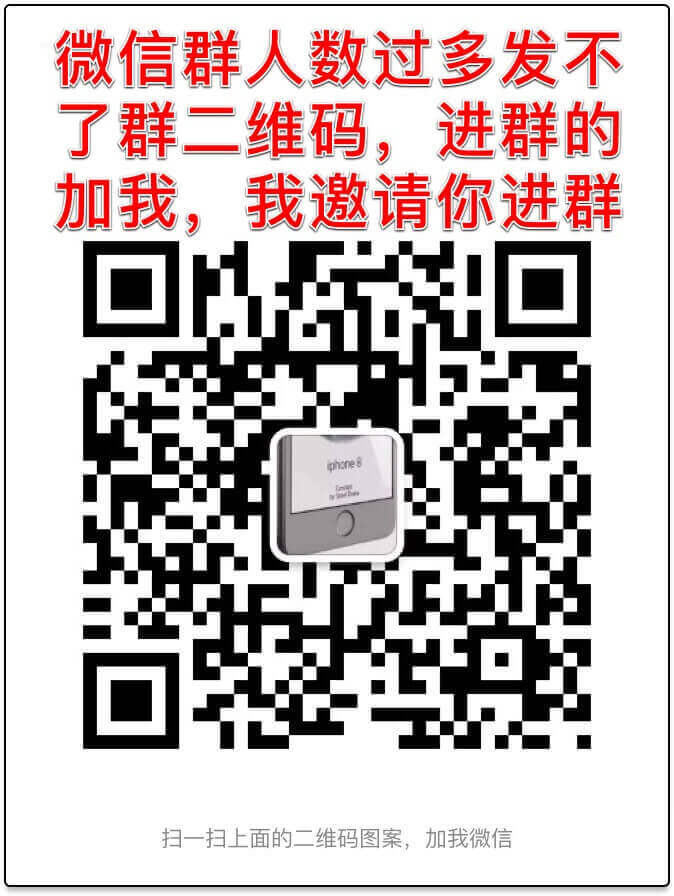 微信群人数过多发不
了群二维码，进群的
加我，我邀请你进群
iphone 8
扫一扫上面的二维码图案，加我微信